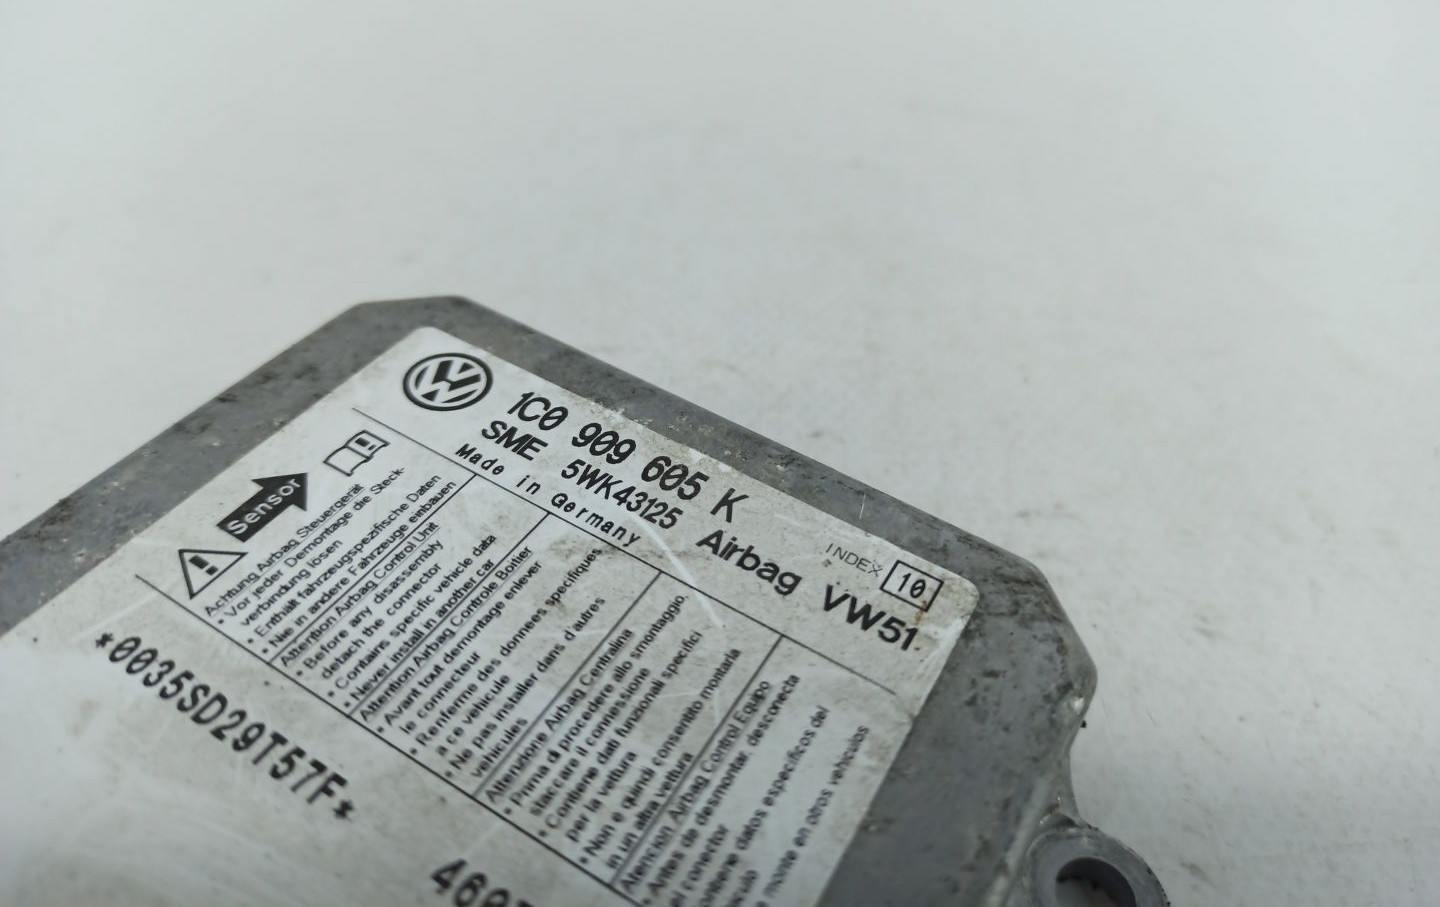 1C0 909 605 K
SME 5WK43125 Airbag VW51
Made in Germany
INDEX 10
Sensor
Achtung Airbag Steuergerät
• Vor jeder Demontage die Steck-
verbindung lösen
• Enthält fahrzeugspezifische Daten
• Nie in andere Fahrzeuge einbauen
Attention Airbag Control Unit
• Before any disassembly
detach the connector
• Contains specific vehicle data
• Never install in another car
Attention Airbag Controle Boitier
• Avant tout demontage enlever
le connecteur
• Renferme des donnees specifiques
a ce vehicule
• Ne pas installer dans d'autres
vehicules
Attenzione Airbag Centralina
• Prima di procedere allo smontaggio,
staccare il connessione
• Contiene dati funzionali specifici
per la vettura
• Non e quindi consentito montarla
in un altra vettura
Atencion Airbag Control Equipo
• Antes de desmontar, desconecta
el conector
datos especificos del
monte en otros vehiculos
*0035SD29T57F*